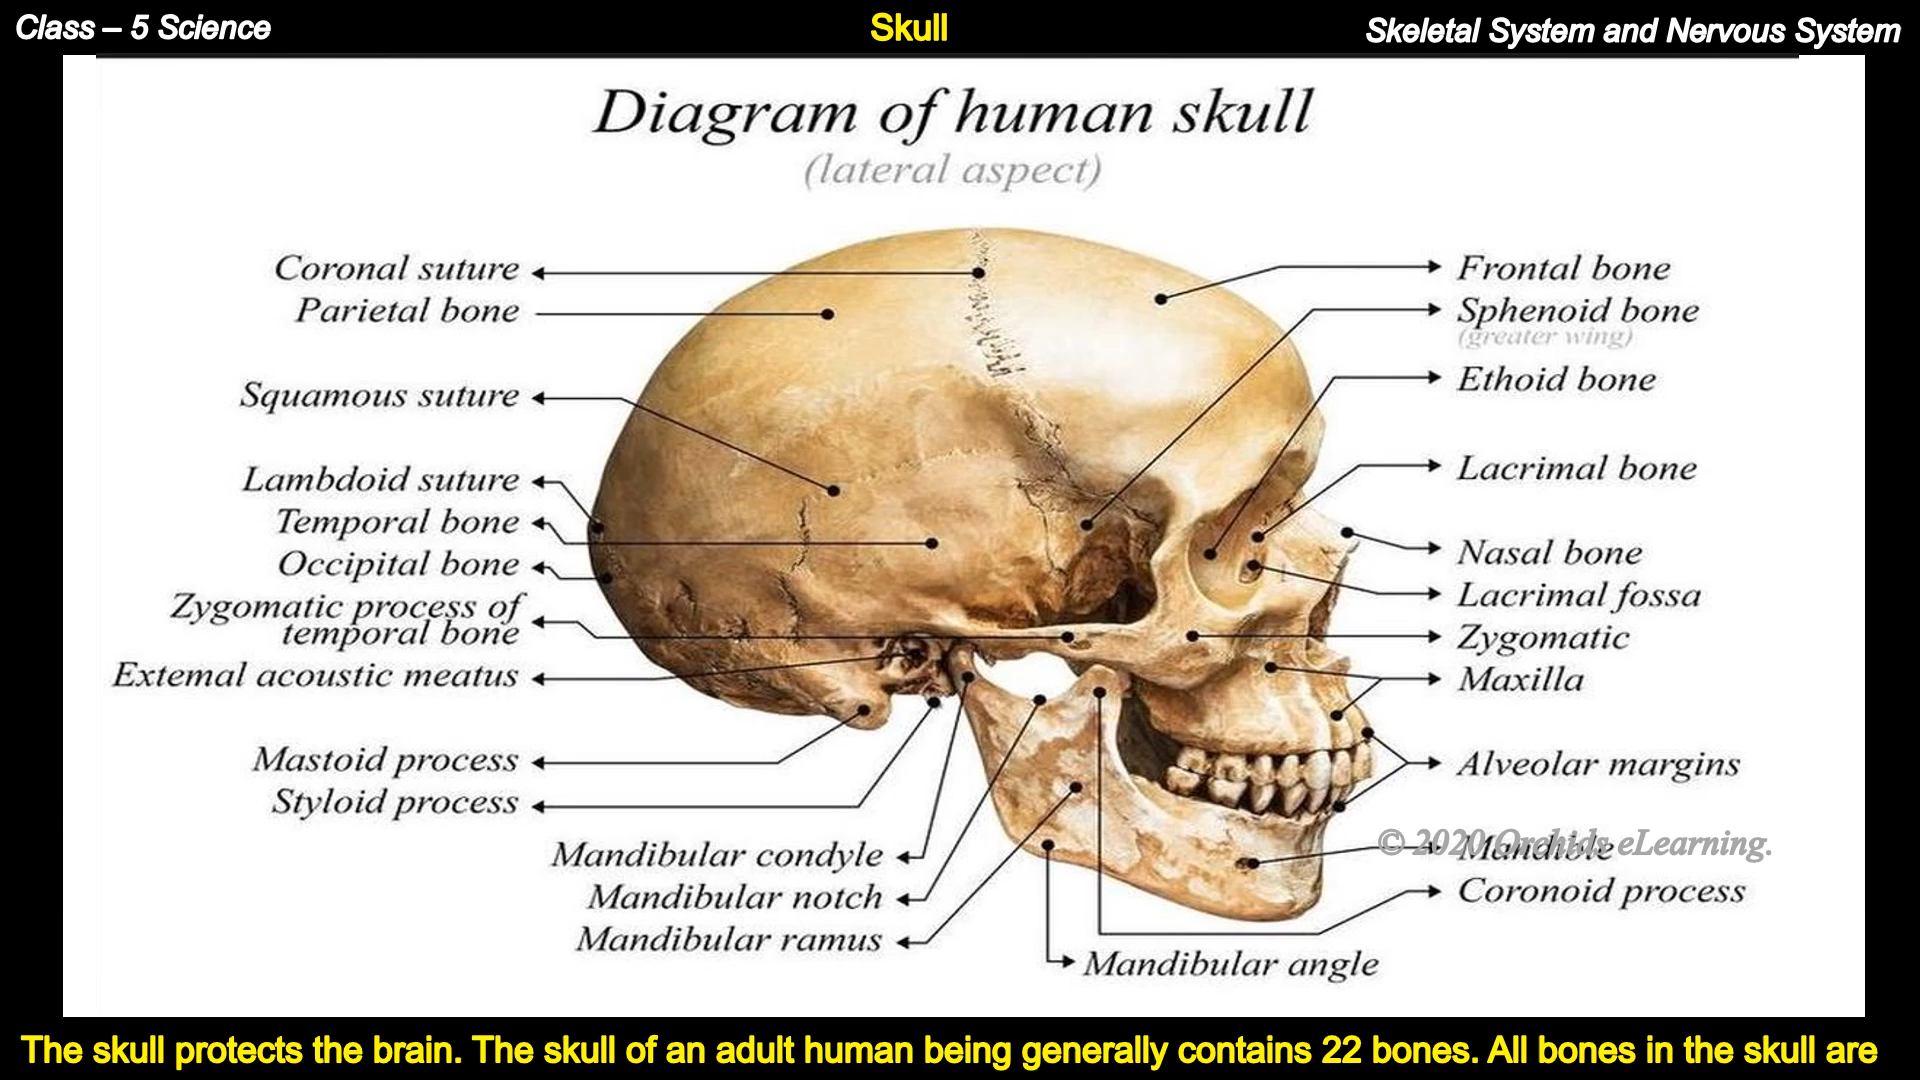 Class – 5 Science
Skull
Skeletal System and Nervous System
Diagram of human skull
(lateral aspect)
Coronal suture
Parietal bone
Squamous suture
Lambdoid suture
Temporal bone
Occipital bone
Zygomatic process of
temporal bone
Extemal acoustic meatus
Mastoid process
Styloid process
Mandibular condyle
Mandibular notch
Mandibular ramus
Mandibular angle
Frontal bone
Sphenoid bone
(greater wing)
Ethoid bone
Lacrimal bone
Nasal bone
Lacrimal fossa
Zygomatic
Maxilla
Alveolar margins
Mandible
© 2020 Orchids eLearning.
Coronoid process
The skull protects the brain. The skull of an adult human being generally contains 22 bones. All bones in the skull are